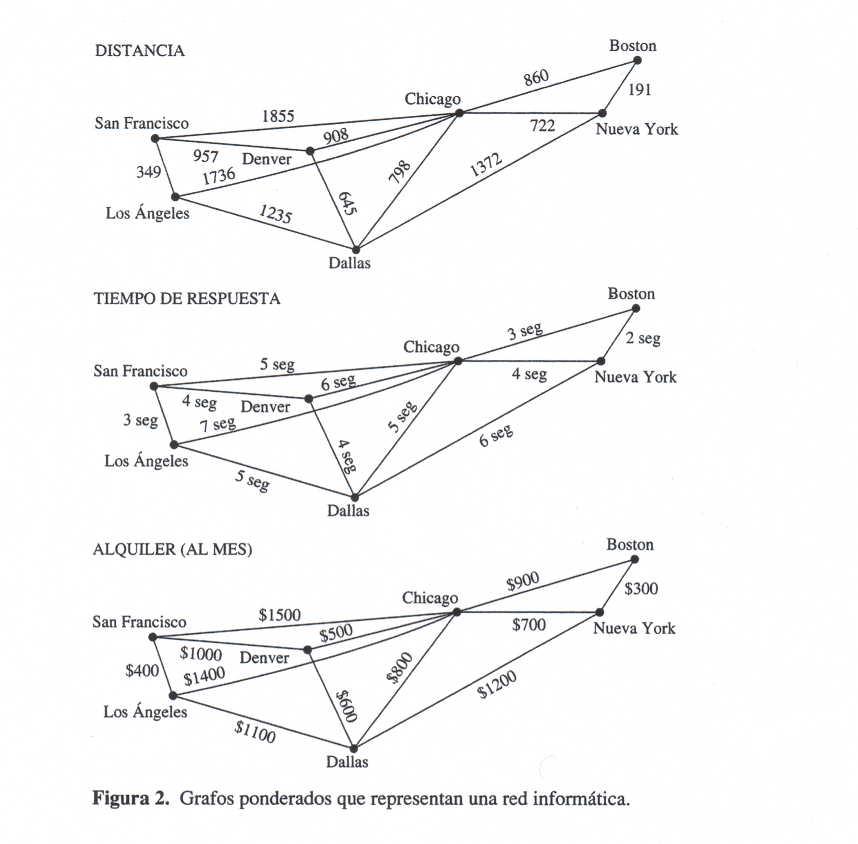 DISTANCIA
Boston
860
191
Chicago
San Francisco
1855
908
722
Nueva York
957
Denver
349
1736
798
1372
645
Los Ángeles
1235
Dallas
TIEMPO DE RESPUESTA
Boston
3 seg
2 seg
Chicago
San Francisco
5 seg
6 seg
4 seg
Nueva York
4 seg
Denver
3 seg
7 seg
5 seg
6 seg
4 seg
Los Ángeles
5 seg
Dallas
ALQUILER (AL MES)
Boston
$900
$300
Chicago
San Francisco
$1500
$500
$700
Nueva York
$1000
Denver
$400
$1400
$800
$1200
$600
Los Ángeles
$1100
Dallas
Figura 2. Grafos ponderados que representan una red informática.